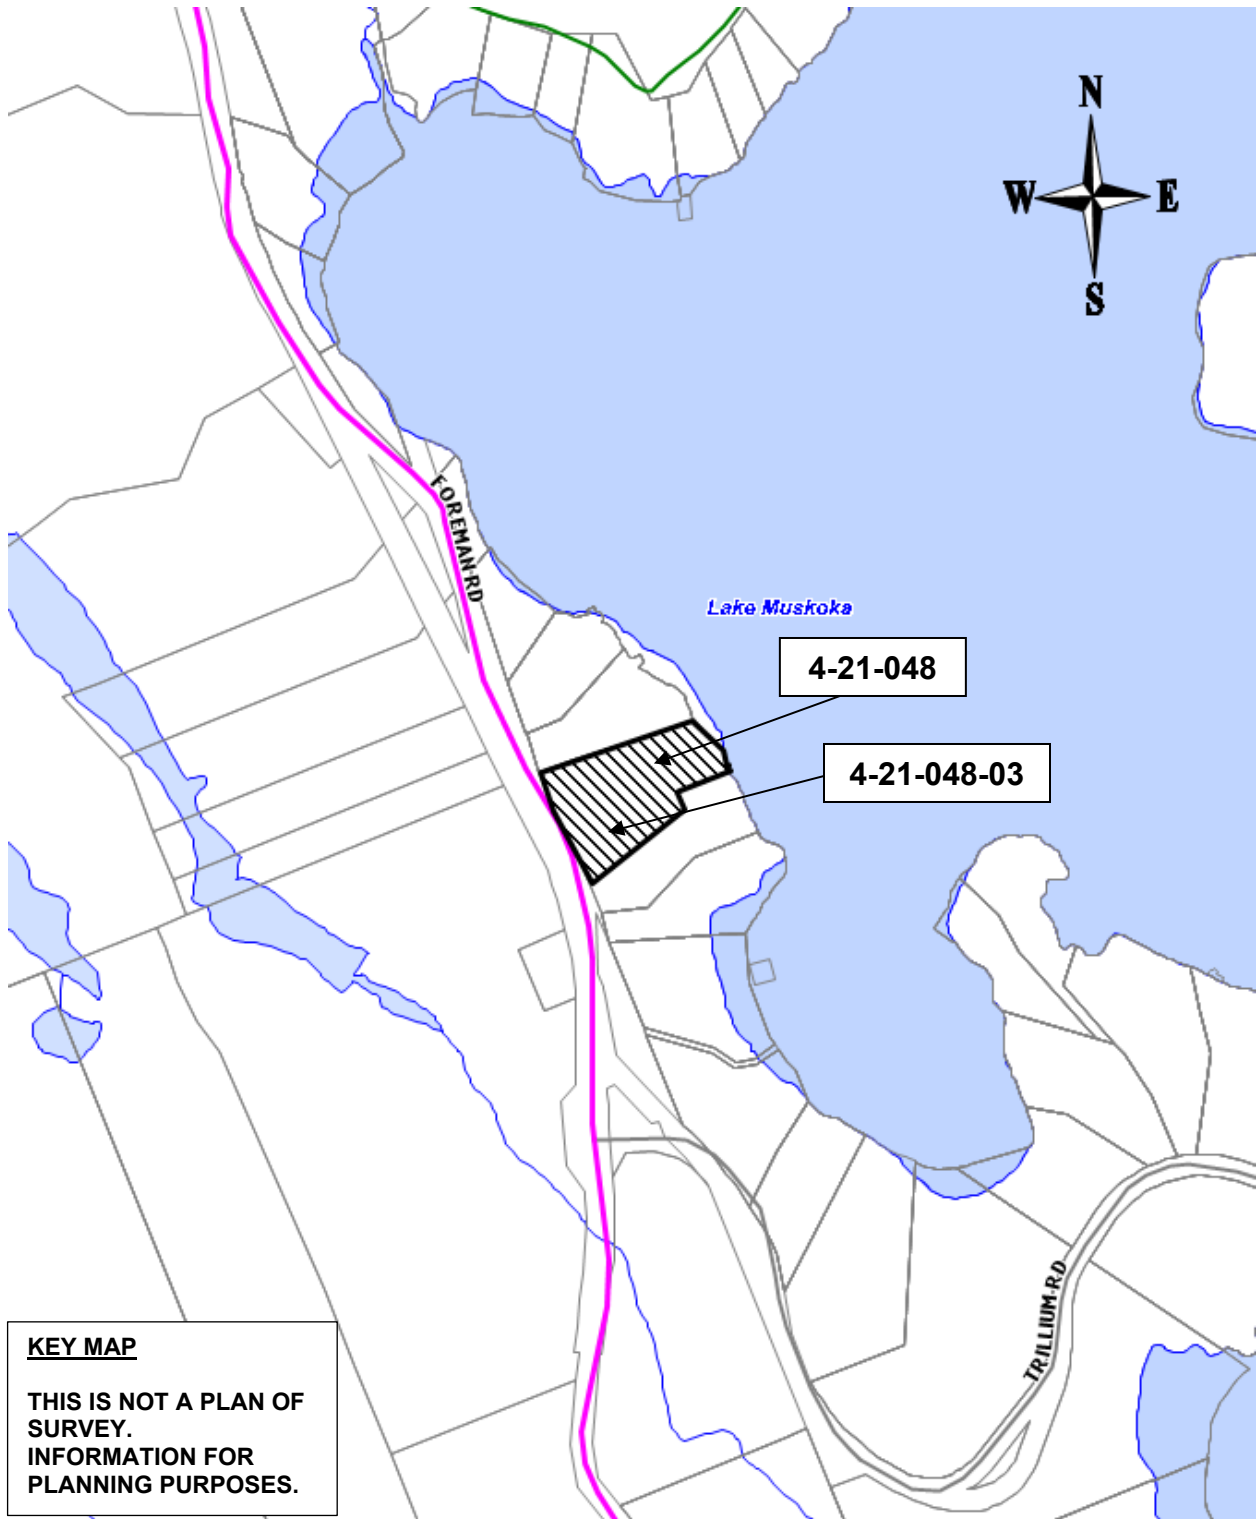 N
W E
S
FOREMAN RD
Lake Muskoka
4-21-048
4-21-048-03
TRILLIUM RD
KEY MAP
THIS IS NOT A PLAN OF
SURVEY.
INFORMATION FOR
PLANNING PURPOSES.